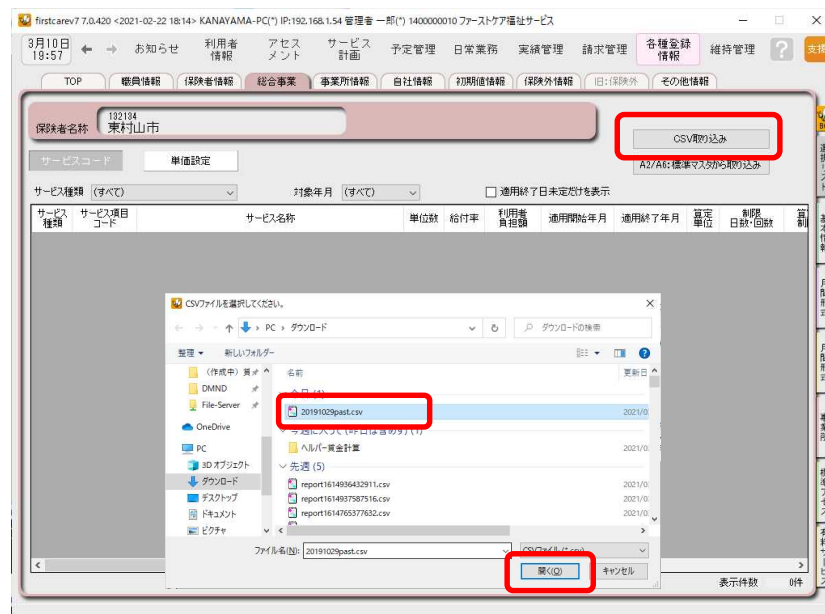 firstcarev7 7.0.420 <2021-02-22 18:14> KANAYAMA-PC(*) IP:192.168.1.54 管理者 一郎(*) 1400000010 ファーストケア福祉サービス
3月10日
19:57
お知らせ
利用者
情報
アセス
メント
サービス
計画
予定管理
日常業務
実績管理
請求管理
各種登録
情報
維持管理
?
支援
TOP
職員情報
保険者情報
総合事業
事業所情報
自社情報
初期値情報
保険外情報
旧:保険外
その他情報
保険者名称
132134
東村山市
CSV取り込み
サービスコード
単価設定
A2/A6:標準マスタから取り込み
サービス種類 (すべて)
対象年月 (すべて)
適用終了日未定だけを表示
サービス
種類
サービス項目
コード
サービス名称
単位数
給付率
利用者
負担額
適用開始年月
適用終了年月
算定
単位
制限
日数・回数
CSVファイルを選択してください。
PC › ダウンロード
ダウンロードの検索
整理
新しいフォルダー
(作成中)
DMND
File-Server
OneDrive
PC
3D オブジェクト
ダウンロード
デスクトップ
ドキュメント
ピクチャ
名前
更新日
今日 (1)
20191029past.csv
2021/0
今週に入って (昨日は含めず) (1)
ヘルパー賃金計算
2021/0
先週 (5)
report1614936432911.csv
2021/0
report1614937587516.csv
2021/0
report1614765377632.csv
2021/0
ファイル名(N): 20191029past.csv
CSVファイル (*.csv)
開く(O)
キャンセル
表示件数
0件